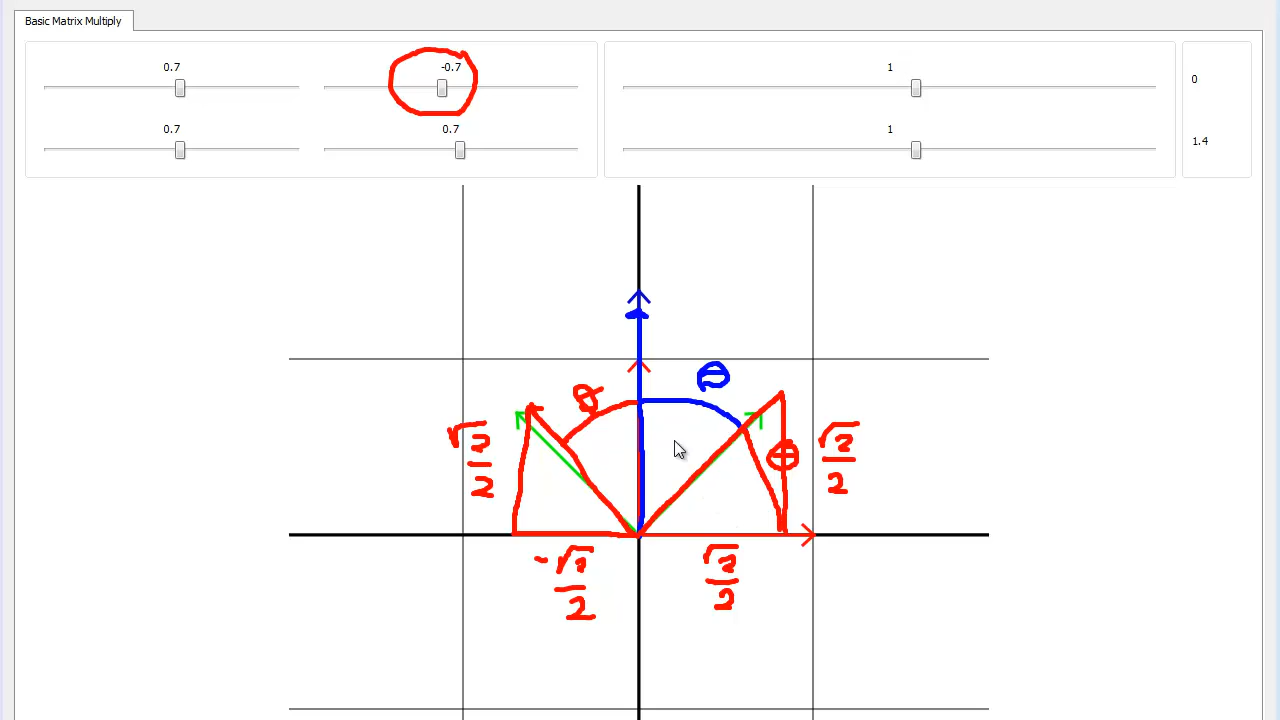 Basic Matrix Multiply
0.7 -0.7 1 0
0.7 0.7 1 1.4
θ θ
√2/2 θ √2/2
-√2/2 √2/2